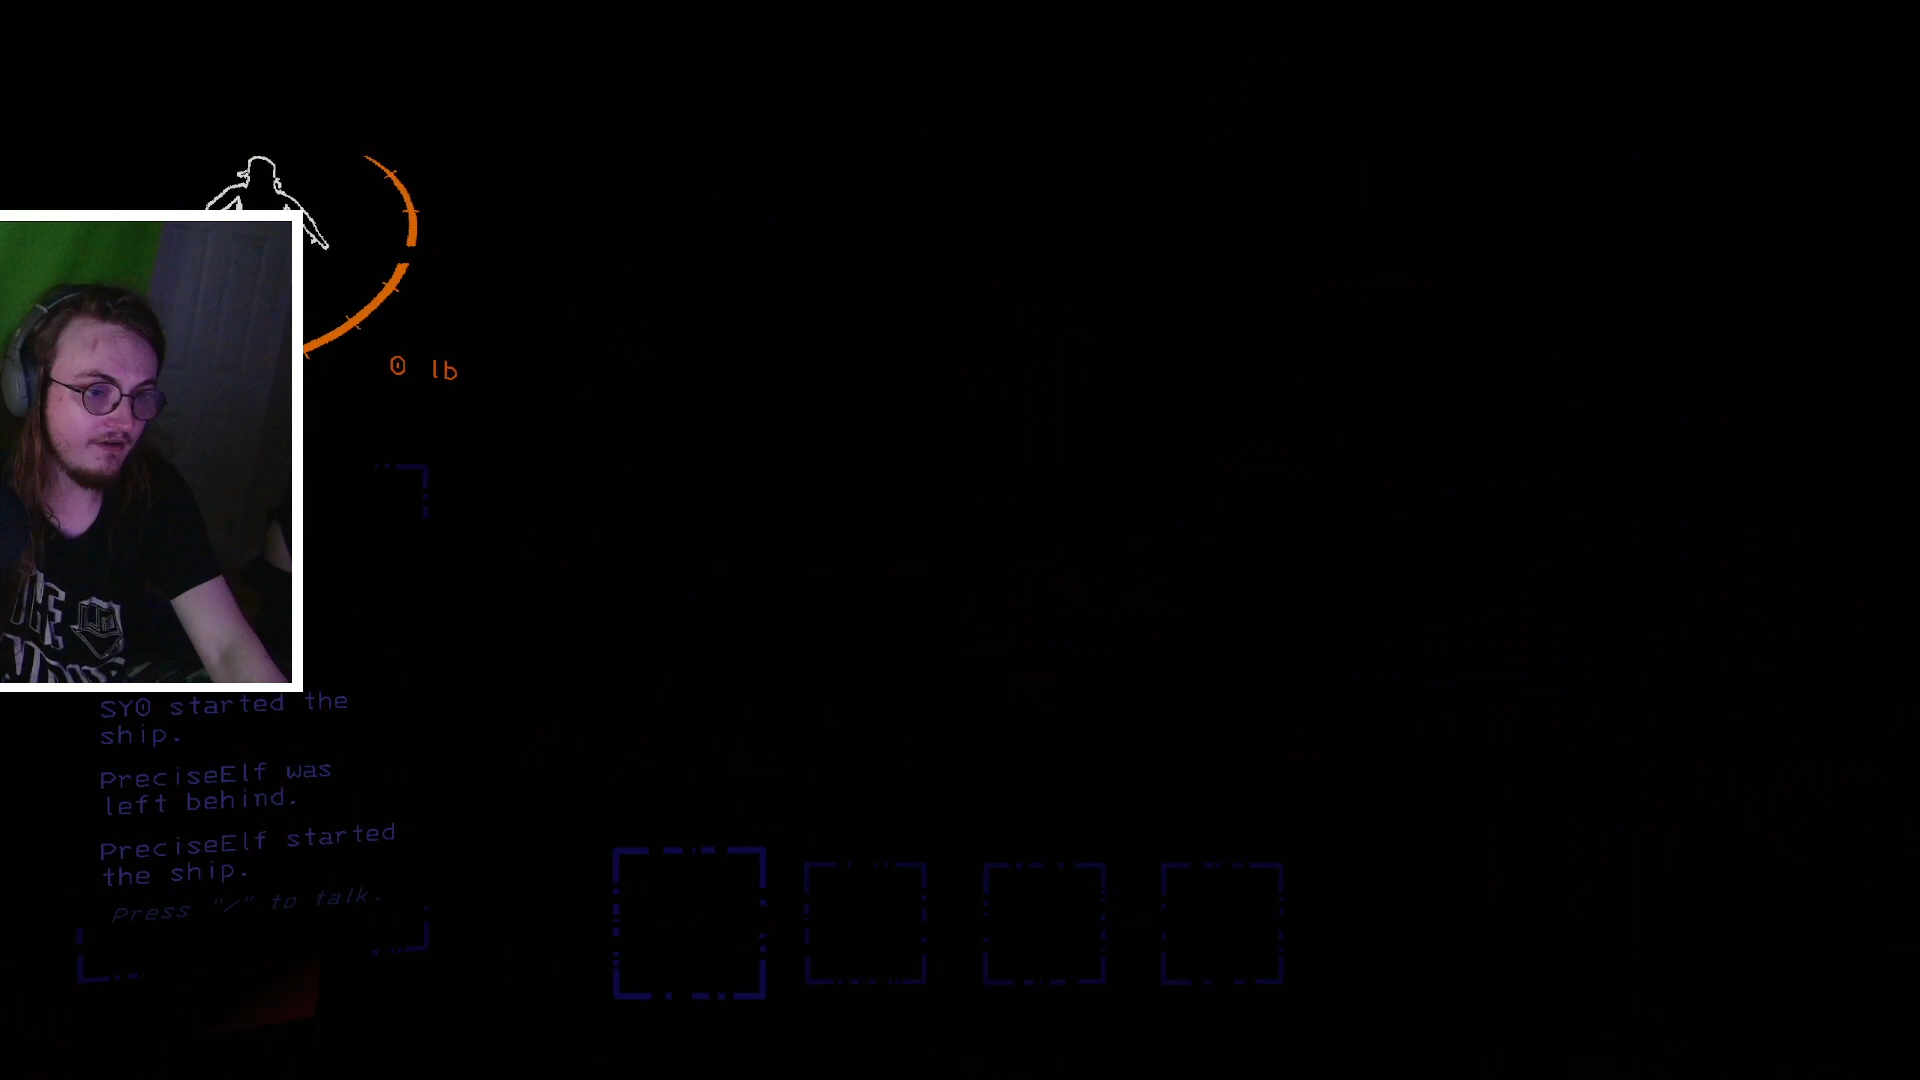 0 lb
SY0 started the
ship.
PreciseElf was
left behind.
PreciseElf started
the ship.
Press "/" to talk.